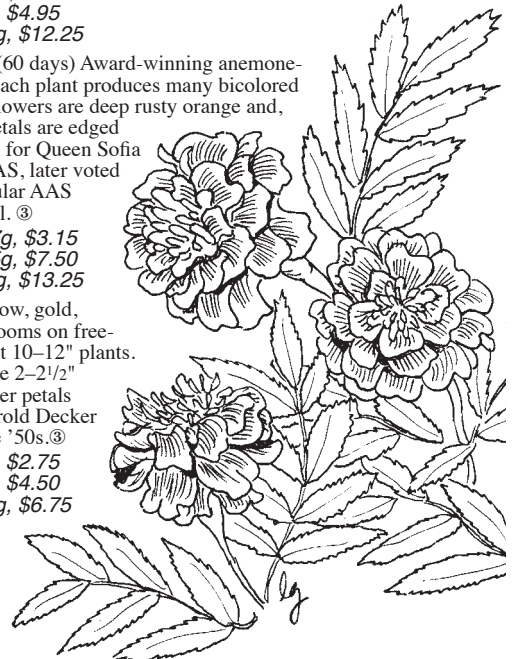 $4.95
g, $12.25
(60 days) Award-winning anemone-
ach plant produces many bicolored
lowers are deep rusty orange and,
etals are edged
for Queen Sofia
AS, later voted
ular AAS
l. ③
g, $3.15
g, $7.50
g, $13.25
ow, gold,
ooms on free-
t 10–12" plants.
e 2–2½"
er petals
rold Decker
e ’50s.③
$2.75
$4.50
g, $6.75
lg